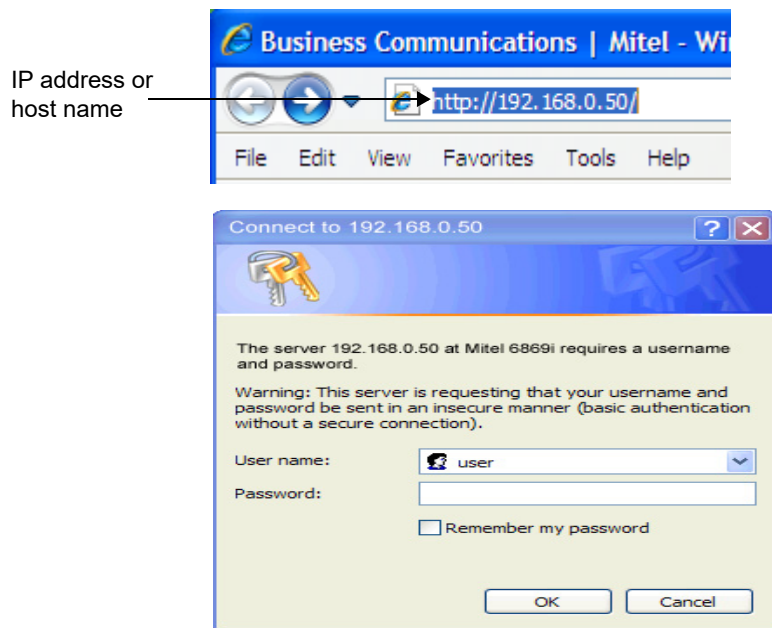 Business Communications | Mitel - Wi
IP address or
host name
http://192.168.0.50/
File Edit View Favorites Tools Help
Connect to 192.168.0.50
The server 192.168.0.50 at Mitel 6869i requires a username
and password.
Warning: This server is requesting that your username and
password be sent in an insecure manner (basic authentication
without a secure connection).
User name: user
Password:
Remember my password
OK Cancel